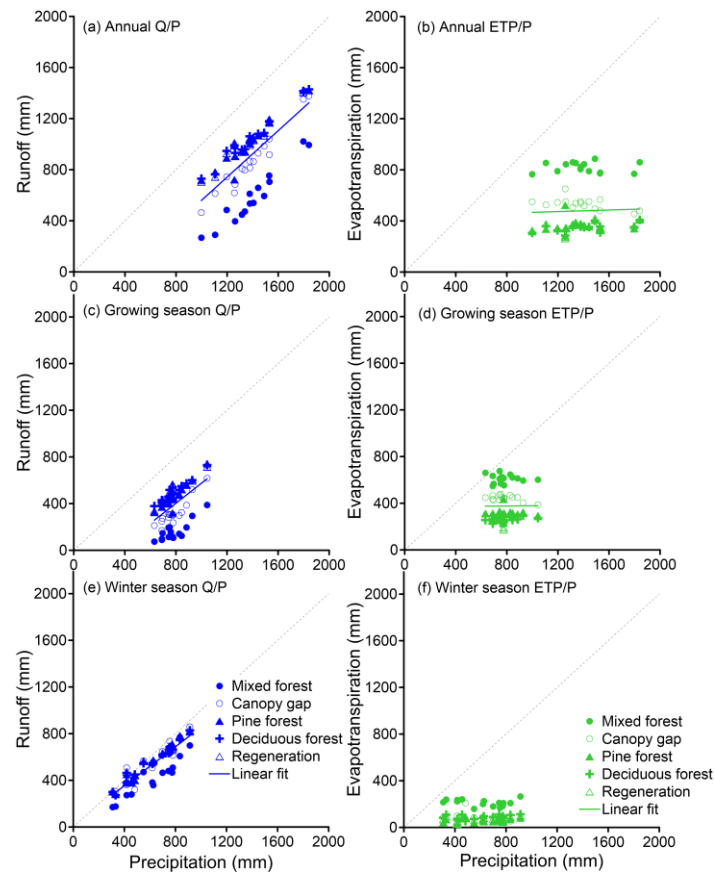 (a) Annual Q/P
2000
1600
1200
800
400
0
0 400 800 1200 1600 2000
Runoff (mm)
(b) Annual ETP/P
2000
1600
1200
800
400
0
0 400 800 1200 1600 2000
Evapotranspiration (mm)
(c) Growing season Q/P
2000
1600
1200
800
400
0
0 400 800 1200 1600 2000
Runoff (mm)
(d) Growing season ETP/P
2000
1600
1200
800
400
0
0 400 800 1200 1600 2000
Evapotranspiration (mm)
(e) Winter season Q/P
2000
1600
1200
800
400
0
Mixed forest
Canopy gap
Pine forest
Deciduous forest
Regeneration
Linear fit
0 400 800 1200 1600 2000
Runoff (mm)
Precipitation (mm)
(f) Winter season ETP/P
2000
1600
1200
800
400
0
Mixed forest
Canopy gap
Pine forest
Deciduous forest
Regeneration
Linear fit
0 400 800 1200 1600 2000
Evapotranspiration (mm)
Precipitation (mm)